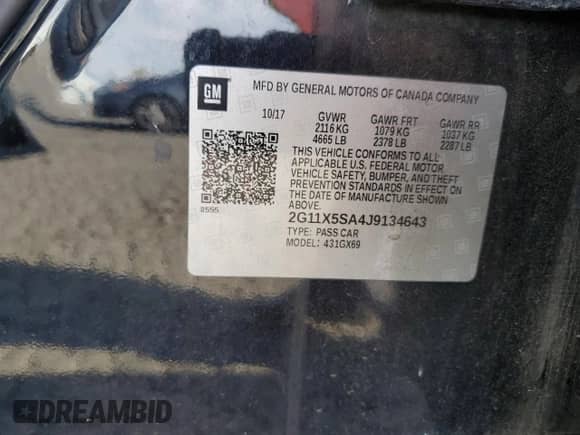 GM
MFD BY GENERAL MOTORS OF CANADA COMPANY
10/17 GVWR GAWR FRT GAWR RR
2116 KG 1079 KG 1037 KG
4665 LB 2378 LB 2287 LB
THIS VEHICLE CONFORMS TO ALL
APPLICABLE U.S. FEDERAL MOTOR
VEHICLE SAFETY, BUMPER, AND THEFT
PREVENTION STANDARDS IN EFFECT ON
THE DATE OF MANUFACTURE SHOWN
ABOVE.
2G11X5SA4J9134643
TYPE: PASS CAR
MODEL: 431GX69
DREAMBID